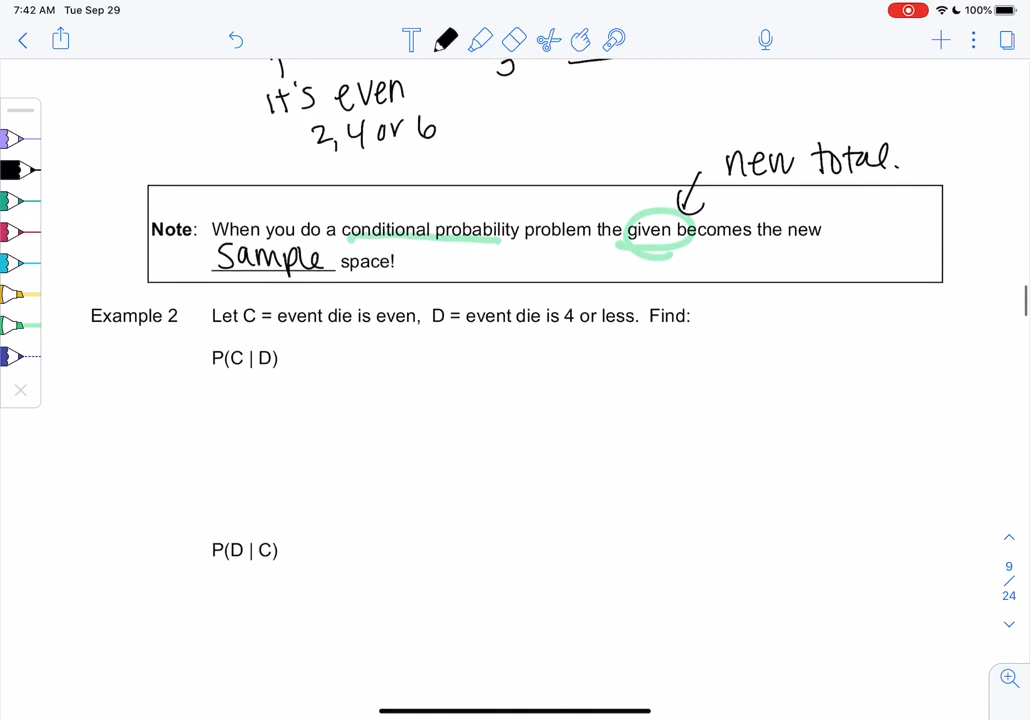 7:42 AM Tue Sep 29
100%
T
it's even
2, 4 or 6
new total.
Note: When you do a conditional probability problem the given becomes the new
sample space!
Example 2 Let C = event die is even, D = event die is 4 or less. Find:
P(C | D)
P(D | C)
9
/
24